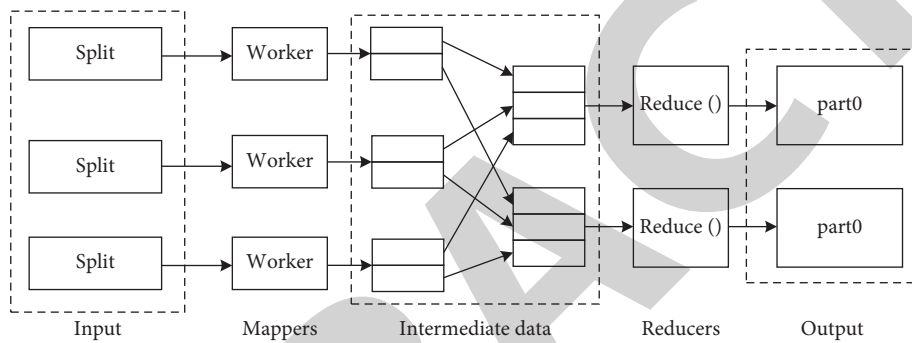 Split
Worker
Split
Worker
Split
Worker
Reduce ()
part0
Reduce ()
part0
Input
Mappers
Intermediate data
Reducers
Output